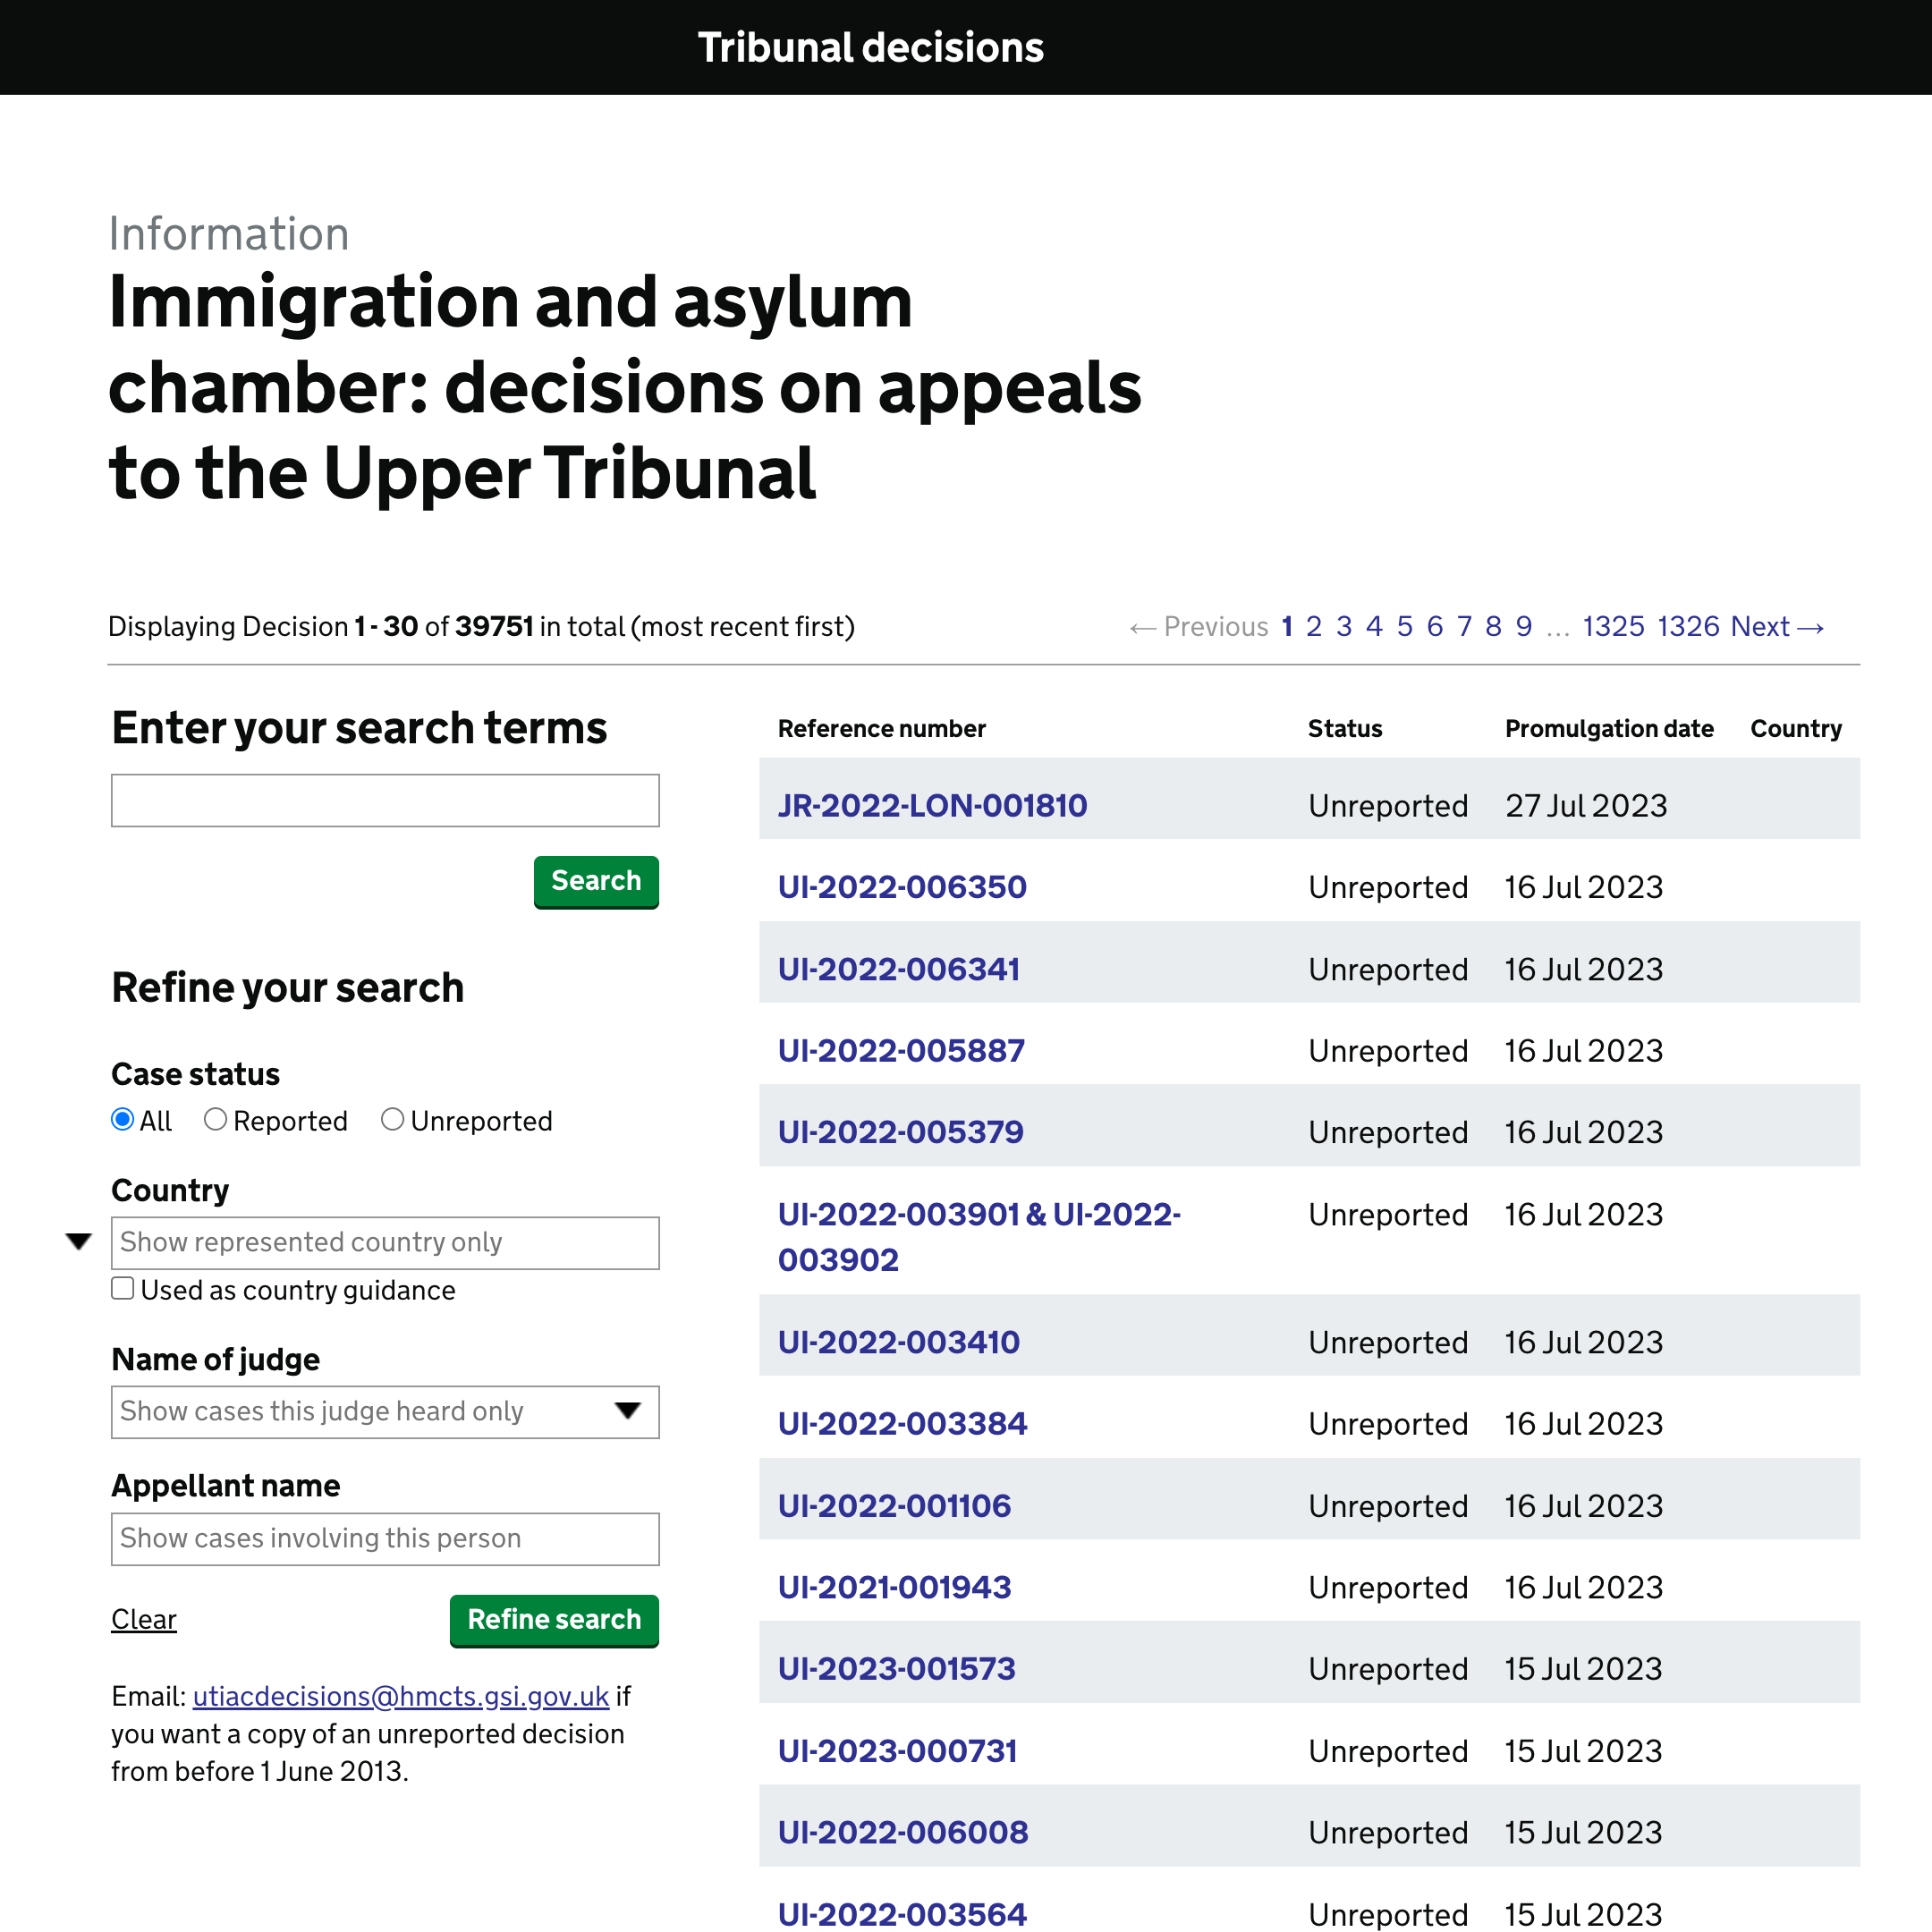 Tribunal decisions
Information
Immigration and asylum
chamber: decisions on appeals
to the Upper Tribunal
Displaying Decision 1 - 30 of 39751 in total (most recent first)
← Previous 1 2 3 4 5 6 7 8 9 … 1325 1326 Next →
Enter your search terms
Search
Refine your search
Case status
All Reported Unreported
Country
Show represented country only
Used as country guidance
Name of judge
Show cases this judge heard only
Appellant name
Show cases involving this person
Clear Refine search
Email: utiacdecisions@hmcts.gsi.gov.uk if
you want a copy of an unreported decision
from before 1 June 2013.
Reference number Status Promulgation date Country
JR-2022-LON-001810 Unreported 27 Jul 2023
UI-2022-006350 Unreported 16 Jul 2023
UI-2022-006341 Unreported 16 Jul 2023
UI-2022-005887 Unreported 16 Jul 2023
UI-2022-005379 Unreported 16 Jul 2023
UI-2022-003901 & UI-2022- Unreported 16 Jul 2023
003902
UI-2022-003410 Unreported 16 Jul 2023
UI-2022-003384 Unreported 16 Jul 2023
UI-2022-001106 Unreported 16 Jul 2023
UI-2021-001943 Unreported 16 Jul 2023
UI-2023-001573 Unreported 15 Jul 2023
UI-2023-000731 Unreported 15 Jul 2023
UI-2022-006008 Unreported 15 Jul 2023
UI-2022-003564 Unreported 15 Jul 2023